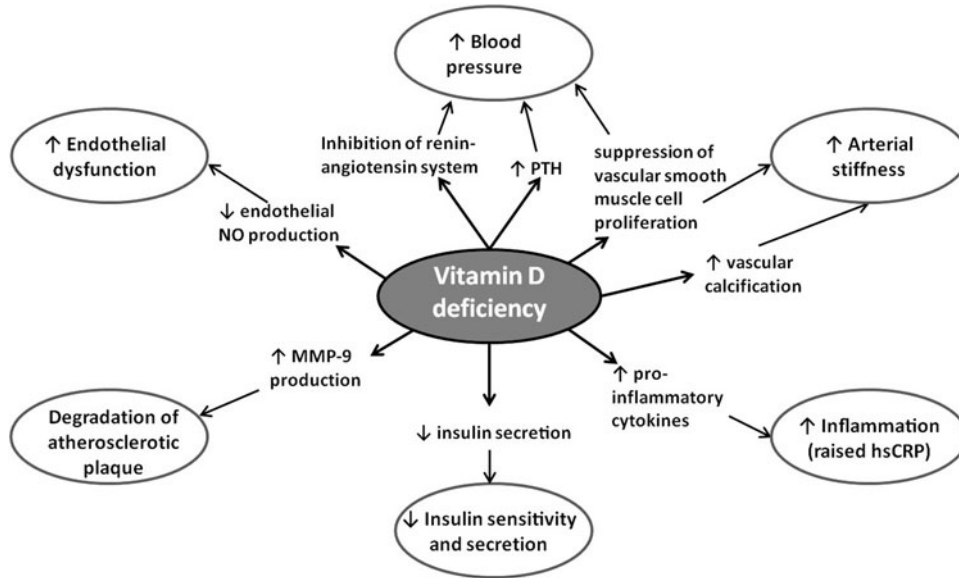 ↑ Blood
pressure
↑ Endothelial
dysfunction
Inhibition of renin-
angiotensin system
↑ PTH
suppression of
vascular smooth
muscle cell
proliferation
↑ Arterial
stiffness
↓ endothelial
NO production
↑ vascular
calcification
Vitamin D
deficiency
↑ MMP-9
production
↑ pro-
inflammatory
cytokines
Degradation of
atherosclerotic
plaque
↓ insulin secretion
↑ Inflammation
(raised hsCRP)
↓ Insulin sensitivity
and secretion